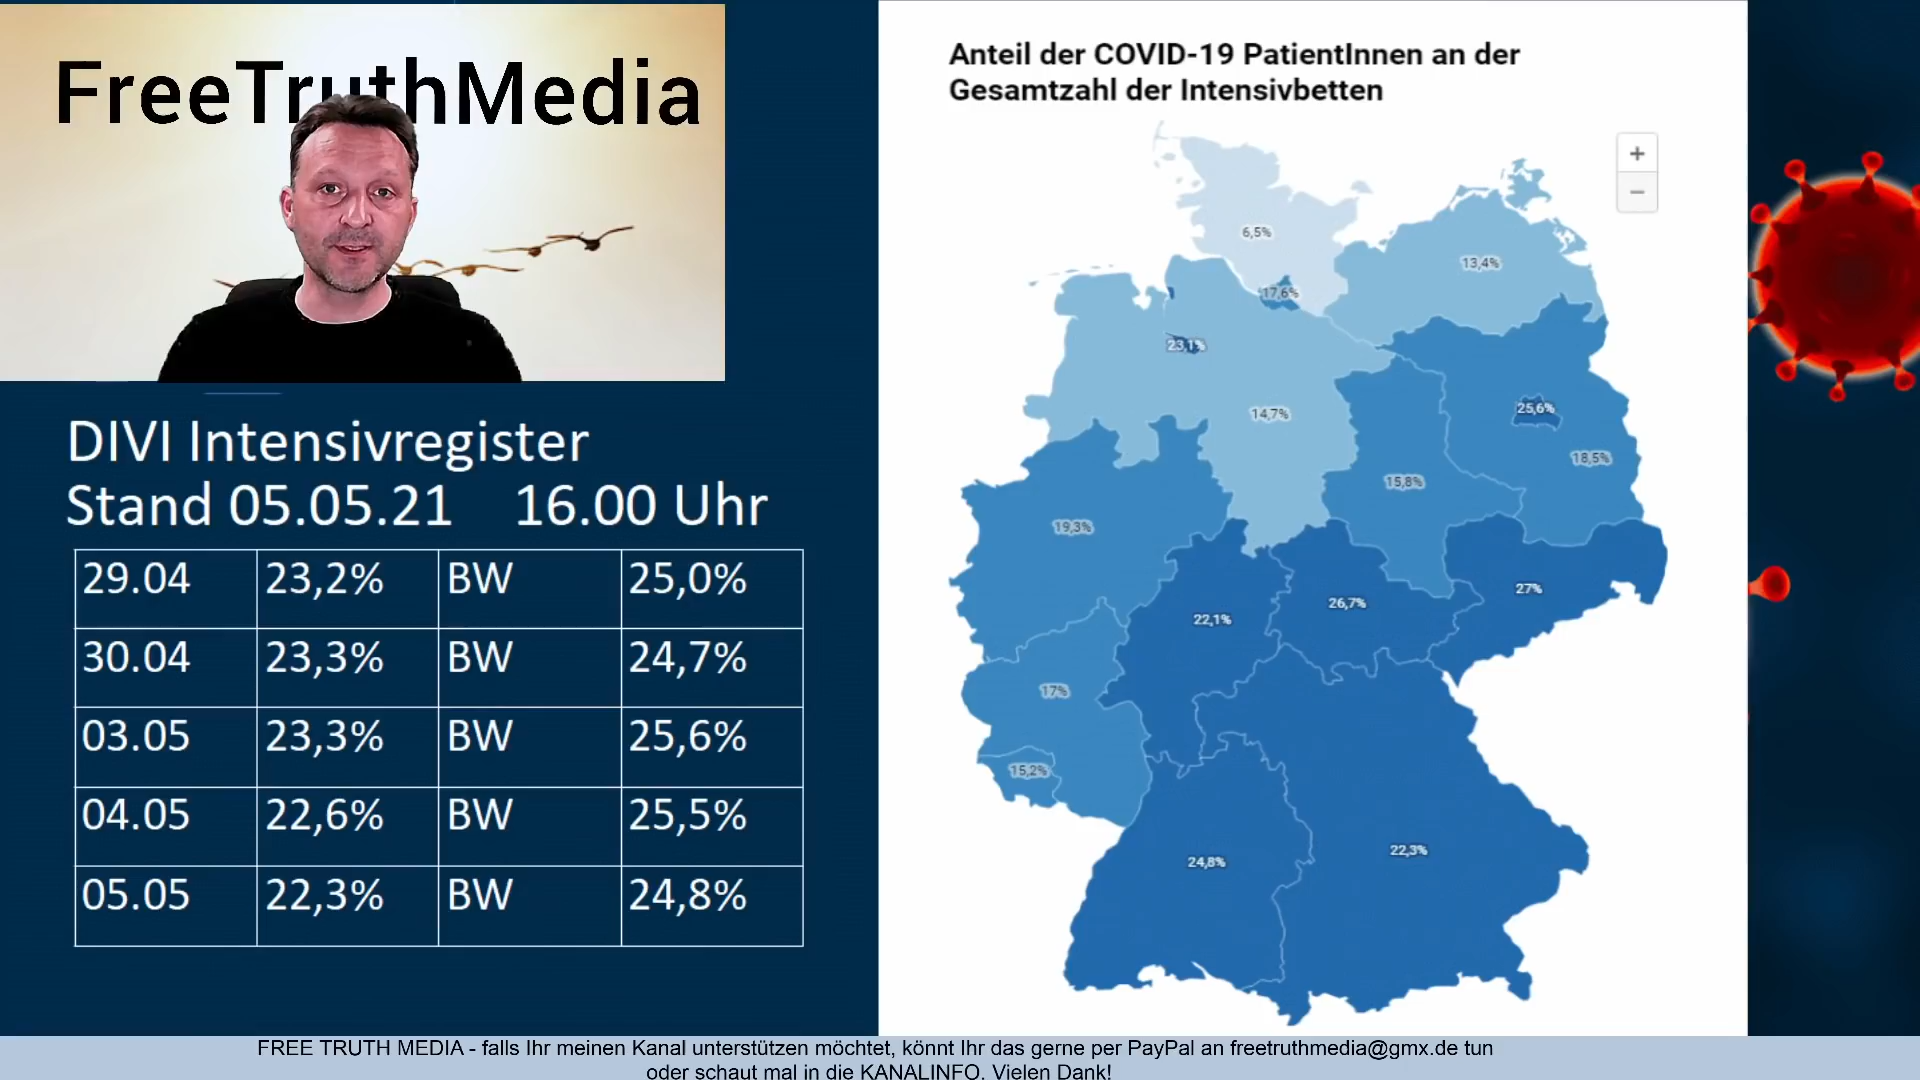 FreeTruthMedia
DIVI Intensivregister
Stand 05.05.21 16.00 Uhr
29.04 23,2% BW 25,0%
30.04 23,3% BW 24,7%
03.05 23,3% BW 25,6%
04.05 22,6% BW 25,5%
05.05 22,3% BW 24,8%
Anteil der COVID-19 PatientInnen an der
Gesamtzahl der Intensivbetten
+
−
6,5%
13,4%
17,6%
23,1%
25,6%
14,7%
18,5%
15,8%
19,3%
27%
26,7%
22,1%
17%
15,2%
22,3%
24,8%
FREE TRUTH MEDIA - falls Ihr meinen Kanal unterstützen möchtet, könnt Ihr das gerne per PayPal an freetruthmedia@gmx.de tun
oder schaut mal in die KANALINFO. Vielen Dank!